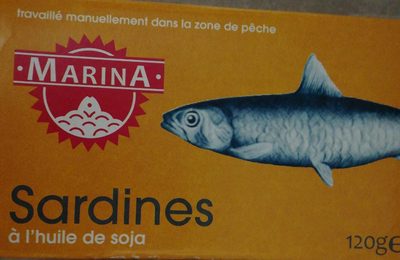 travaillé manuellement dans la zone de pêche
· MARINA ·
Sardines
à l'huile de soja
120g℮